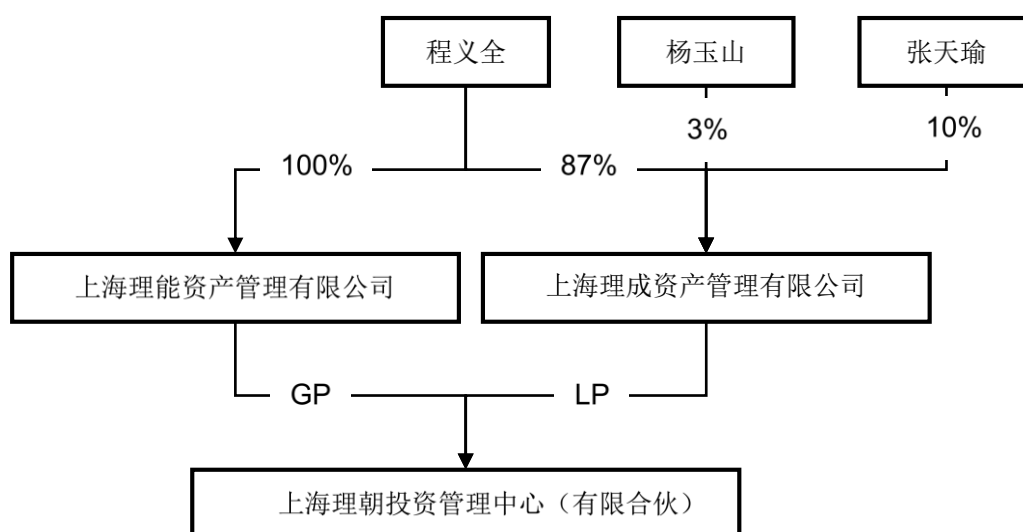 程义全
杨玉山
张天瑜
3%
10%
100%
87%
上海理能资产管理有限公司
上海理成资产管理有限公司
GP
LP
上海理朝投资管理中心（有限合伙）